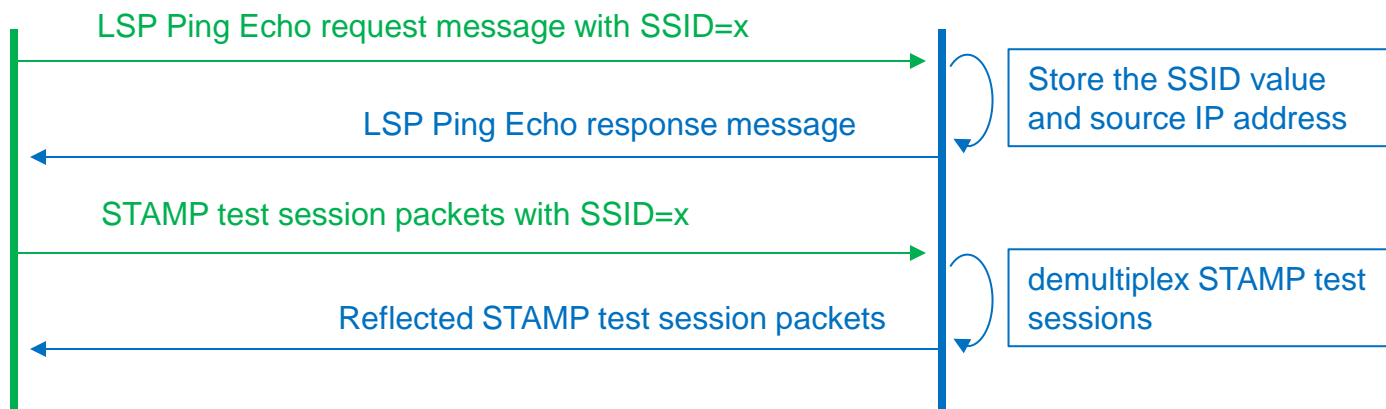 LSP Ping Echo request message with SSID=x
Store the SSID value
and source IP address
LSP Ping Echo response message
STAMP test session packets with SSID=x
demultiplex STAMP test
sessions
Reflected STAMP test session packets